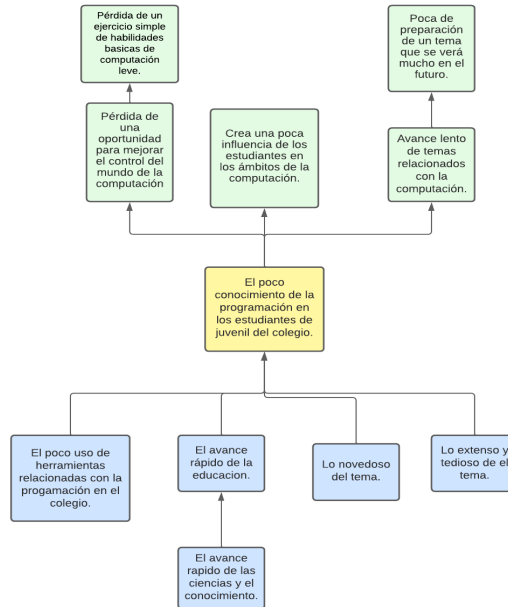 Pérdida de un
ejercicio simple
de habilidades
basicas de
computación
leve.
Poca de
preparación
de un tema
que se verá
mucho en el
futuro.
Pérdida de
una
oportunidad
para mejorar
el control del
mundo de la
computación
Crea una poca
influencia de los
estudiantes en
los ámbitos de la
computación.
Avance lento
de temas
relacionados
con la
computación.
El poco
conocimiento de la
programación en
los estudiantes de
juvenil del colegio.
El poco uso de
herramientas
relacionadas con la
progamación en el
colegio.
El avance
rápido de la
educacion.
Lo novedoso
del tema.
Lo extenso y
tedioso de el
tema.
El avance
rapido de las
ciencias y el
conocimiento.